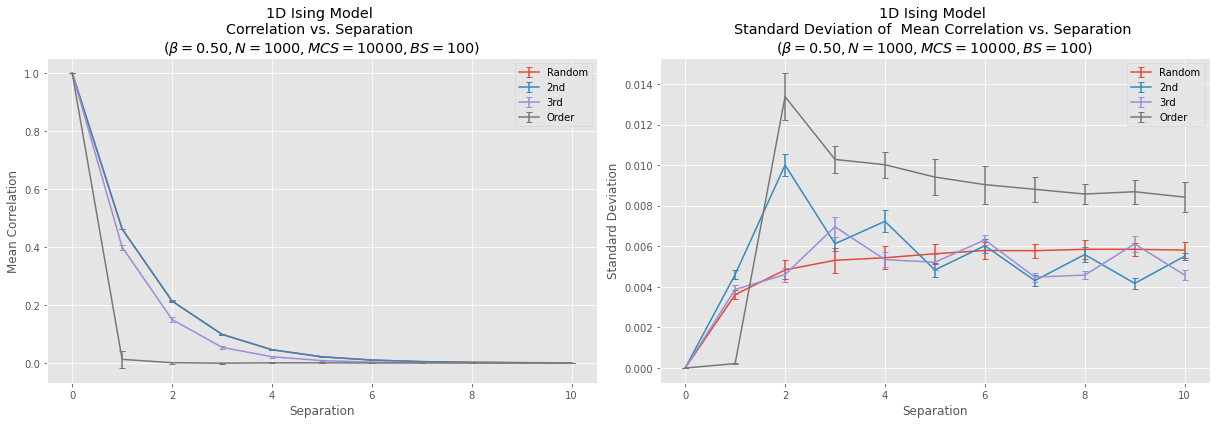 1D Ising Model
Correlation vs. Separation
(β = 0.50, N = 1000, MCS = 10000, BS = 100)
Random
2nd
3rd
Order
Mean Correlation
1.0
0.8
0.6
0.4
0.2
0.0
0 2 4 6 8 10
Separation
1D Ising Model
Standard Deviation of  Mean Correlation vs. Separation
(β = 0.50, N = 1000, MCS = 10000, BS = 100)
Random
2nd
3rd
Order
Standard Deviation
0.014
0.012
0.010
0.008
0.006
0.004
0.002
0.000
0 2 4 6 8 10
Separation